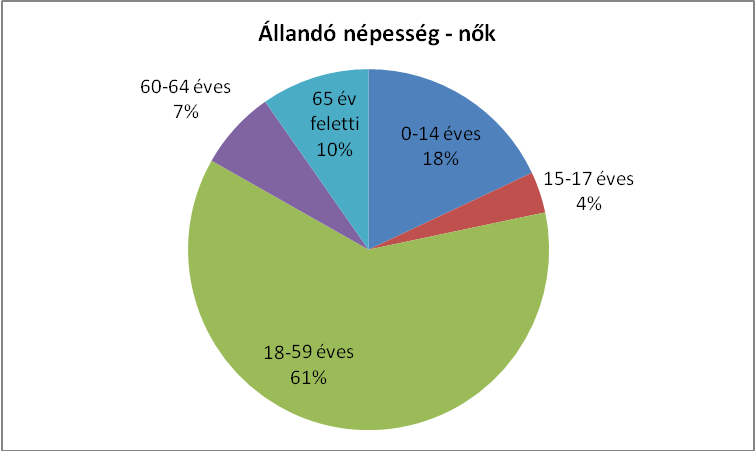 Állandó népesség - nők
60-64 éves
7%
65 év
feletti
10%
0-14 éves
18%
15-17 éves
4%
18-59 éves
61%